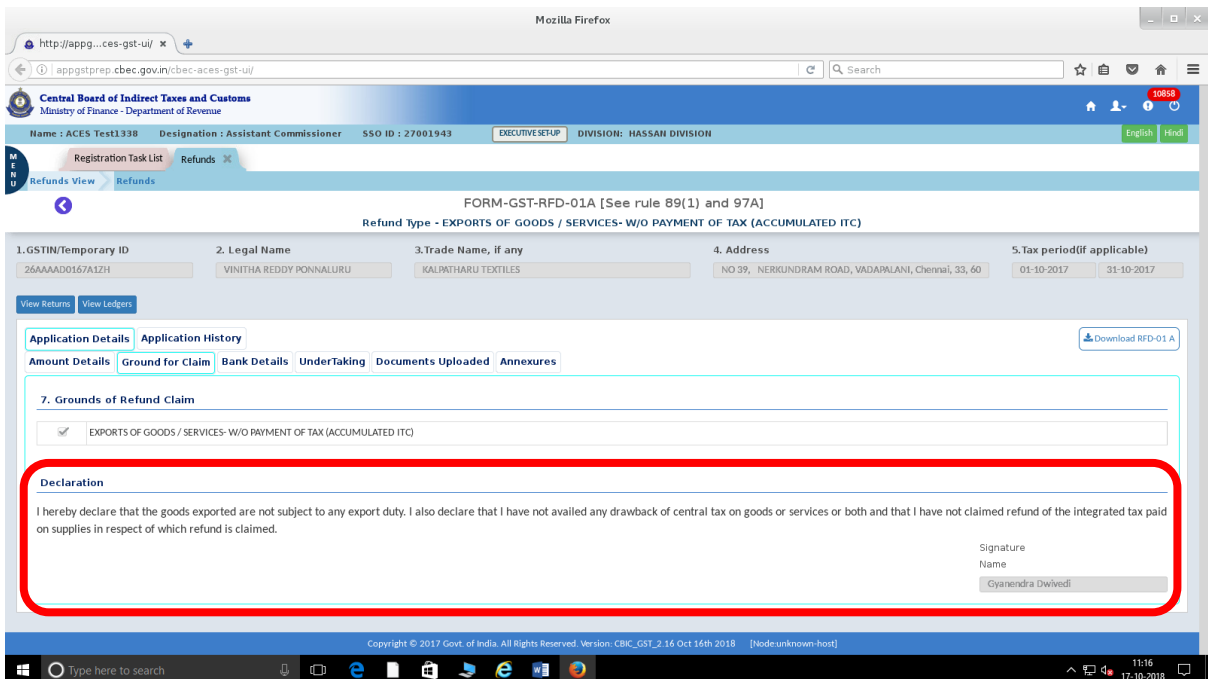 Mozilla Firefox
http://appg...ces-gst-ui/
appgstprep.cbec.gov.in/cbec-aces-gst-ui/
Search
Central Board of Indirect Taxes and Customs
Ministry of Finance - Department of Revenue
10858
Name : ACES Test1338 Designation : Assistant Commissioner SSO ID : 27001943 EXECUTIVE SET-UP DIVISION: HASSAN DIVISION English Hindi
MENU
Registration Task List Refunds
Refunds View Refunds
FORM-GST-RFD-01A [See rule 89(1) and 97A]
Refund Type - EXPORTS OF GOODS / SERVICES- W/O PAYMENT OF TAX (ACCUMULATED ITC)
1.GSTIN/Temporary ID 2. Legal Name 3.Trade Name, if any 4. Address 5.Tax period(if applicable)
26AAAAD0167A1ZH VINITHA REDDY PONNALURU KALPATHARU TEXTILES NO 39, NERKUNDRAM ROAD, VADAPALANI, Chennai, 33, 60 01-10-2017 31-10-2017
View Returns View Ledgers
Application Details Application History Download RFD-01 A
Amount Details Ground for Claim Bank Details UnderTaking Documents Uploaded Annexures
7. Grounds of Refund Claim
EXPORTS OF GOODS / SERVICES- W/O PAYMENT OF TAX (ACCUMULATED ITC)
Declaration
I hereby declare that the goods exported are not subject to any export duty. I also declare that I have not availed any drawback of central tax on goods or services or both and that I have not claimed refund of the integrated tax paid
on supplies in respect of which refund is claimed.
Signature
Name
Gyanendra Dwivedi
Copyright © 2017 Govt. of India. All Rights Reserved. Version: CBIC_GST_2.16 Oct 16th 2018 [Node:unknown-host]
Type here to search
11:16
17-10-2018